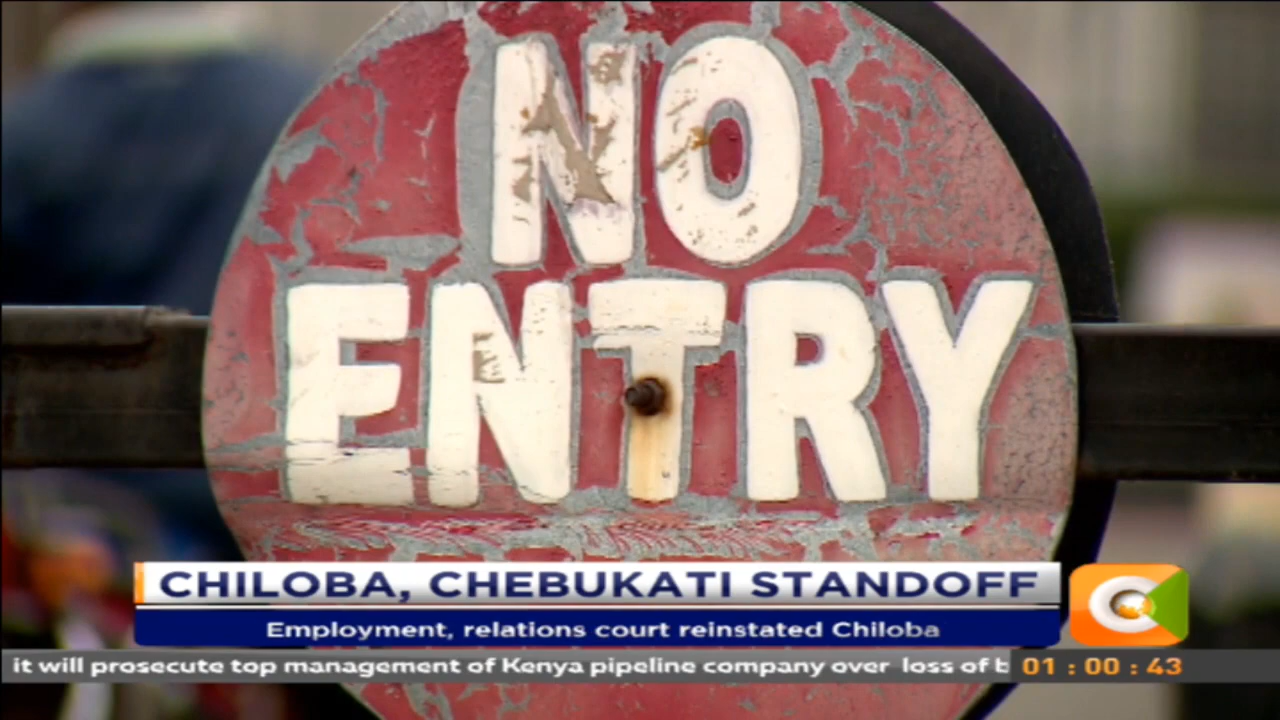 NO
ENTRY
CHILOBA, CHEBUKATI STANDOFF
Employment, relations court reinstated Chiloba
it will prosecute top management of Kenya pipeline company over loss of b
01 : 00 : 43